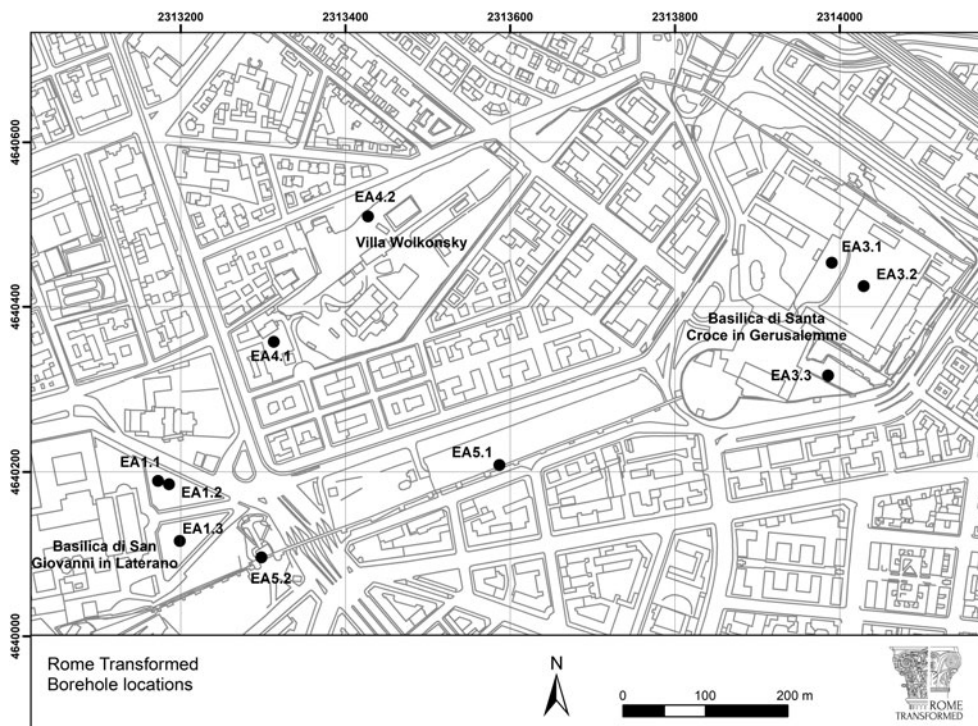 2313200
2313400
2313600
2313800
2314000
4640600
4640400
4640200
4640000
EA4.2
Villa Wolkonsky
EA3.1
EA3.2
Basilica di Santa
Croce in Gerusalemme
EA4.1
EA3.3
EA5.1
EA1.1
EA1.2
EA1.3
Basilica di San
Giovanni in Laterano
EA5.2
Rome Transformed
Borehole locations
N
0
100
200 m
ROME
TRANSFORMED